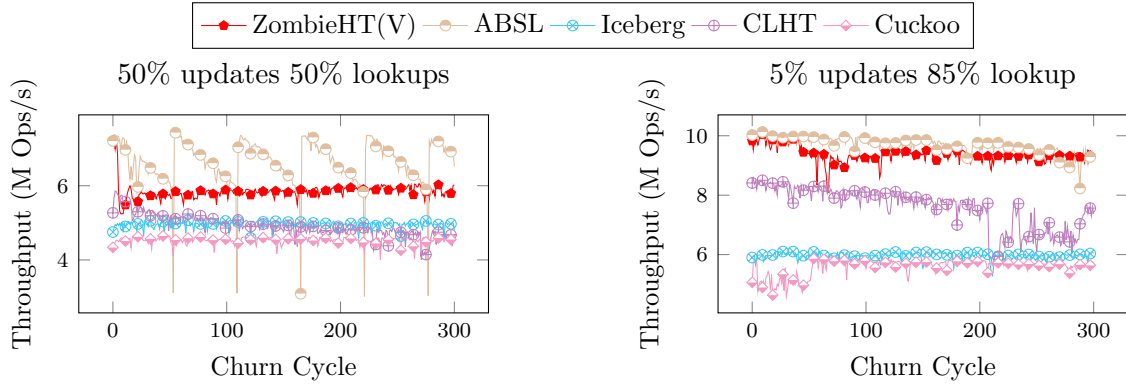 ZombieHT(V) ABSL Iceberg CLHT Cuckoo
50% updates 50% lookups
Throughput (M Ops/s)
6
4
0 100 200 300
Churn Cycle
5% updates 85% lookup
Throughput (M Ops/s)
10
8
6
0 100 200 300
Churn Cycle